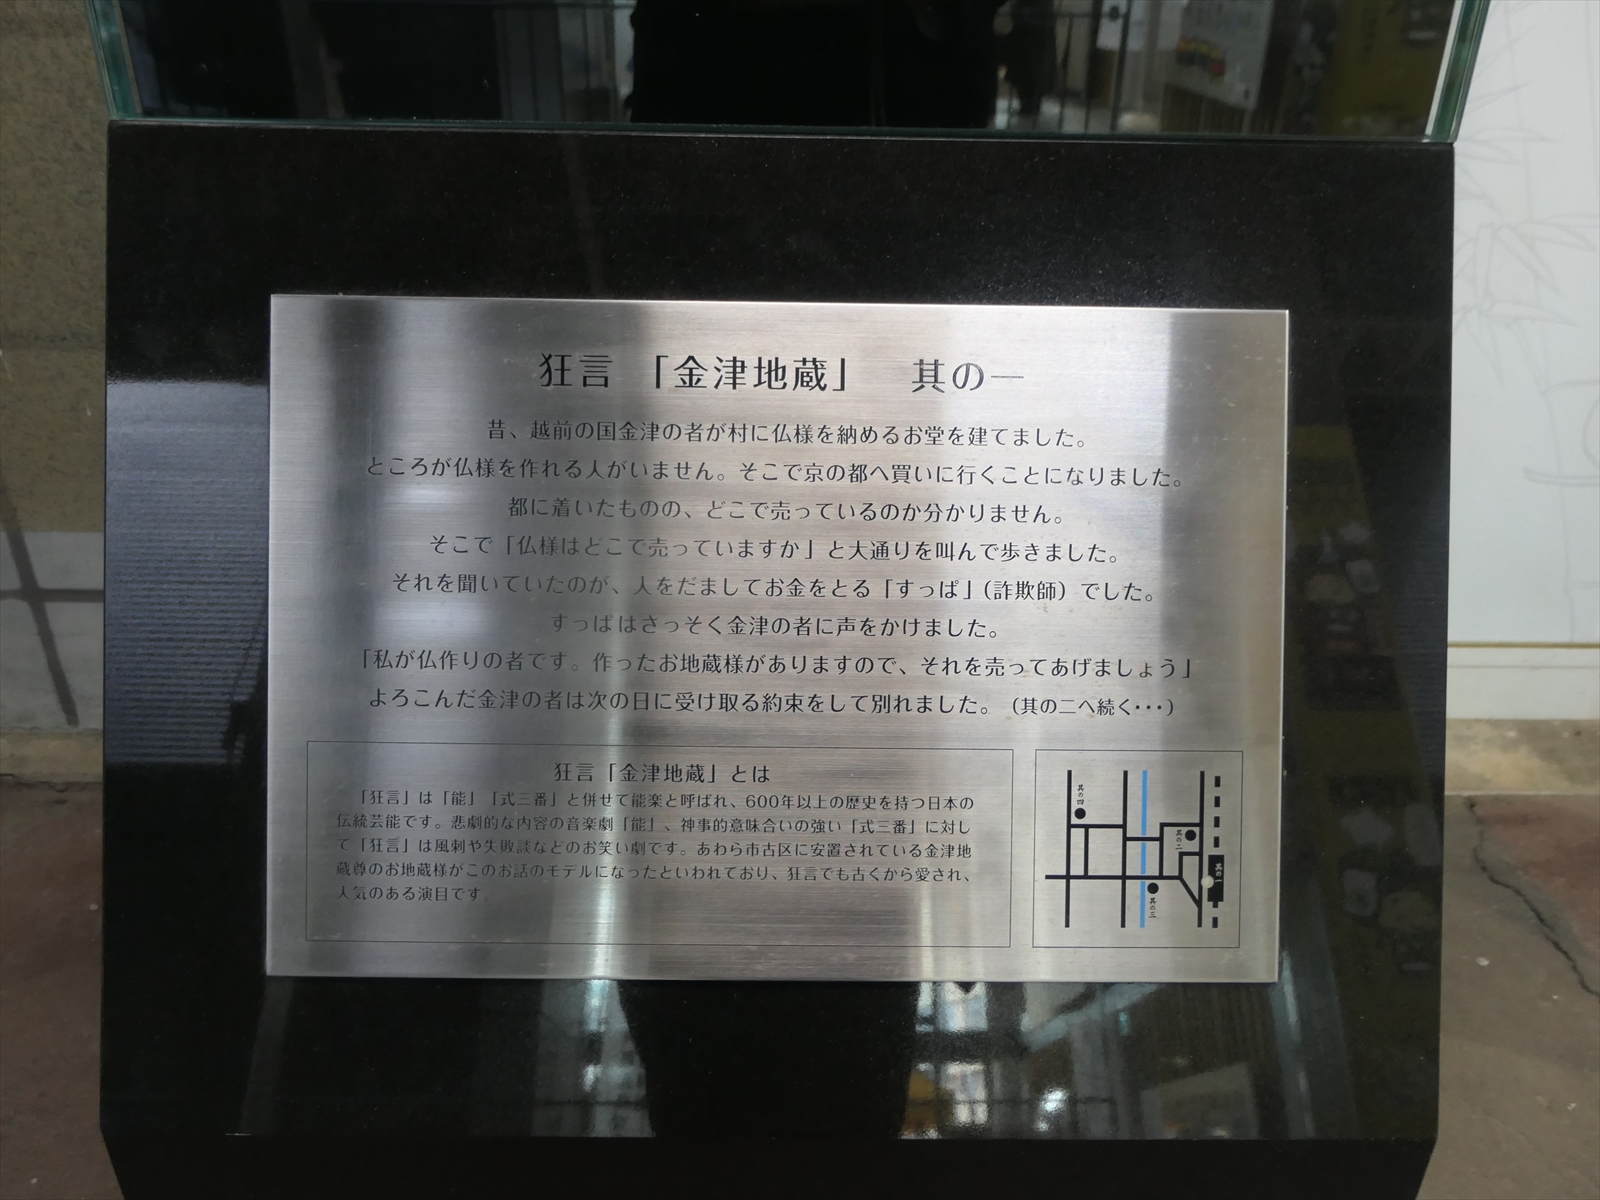 狂言 「金津地蔵」 其の一
昔、越前の国金津の者が村に仏様を納めるお堂を建てました。
ところが仏様を作れる人がいません。そこで京の都へ買いに行くことになりました。
都に着いたものの、どこで売っているのか分かりません。
そこで「仏様はどこで売っていますか」と大通りを叫んで歩きました。
それを聞いていたのが、人をだましてお金をとる「すっぱ」（詐欺師）でした。
すっぱはさっそく金津の者に声をかけました。
「私が仏作りの者です。作ったお地蔵様がありますので、それを売ってあげましょう」
よろこんだ金津の者は次の日に受け取る約束をして別れました。（其の二へ続く・・・）
狂言「金津地蔵」とは
「狂言」は「能」「式三番」と併せて能楽と呼ばれ、600年以上の歴史を持つ日本の
伝統芸能です。悲劇的な内容の音楽劇「能」、神事的意味合いの強い「式三番」に対し
て「狂言」は風刺や失敗談などのお笑い劇です。あわら市古区に安置されている金津地
蔵尊のお地蔵様がこのお話のモデルになったといわれており、狂言でも古くから愛され、
人気のある演目です。
其の四
其の二
其の一
其の三